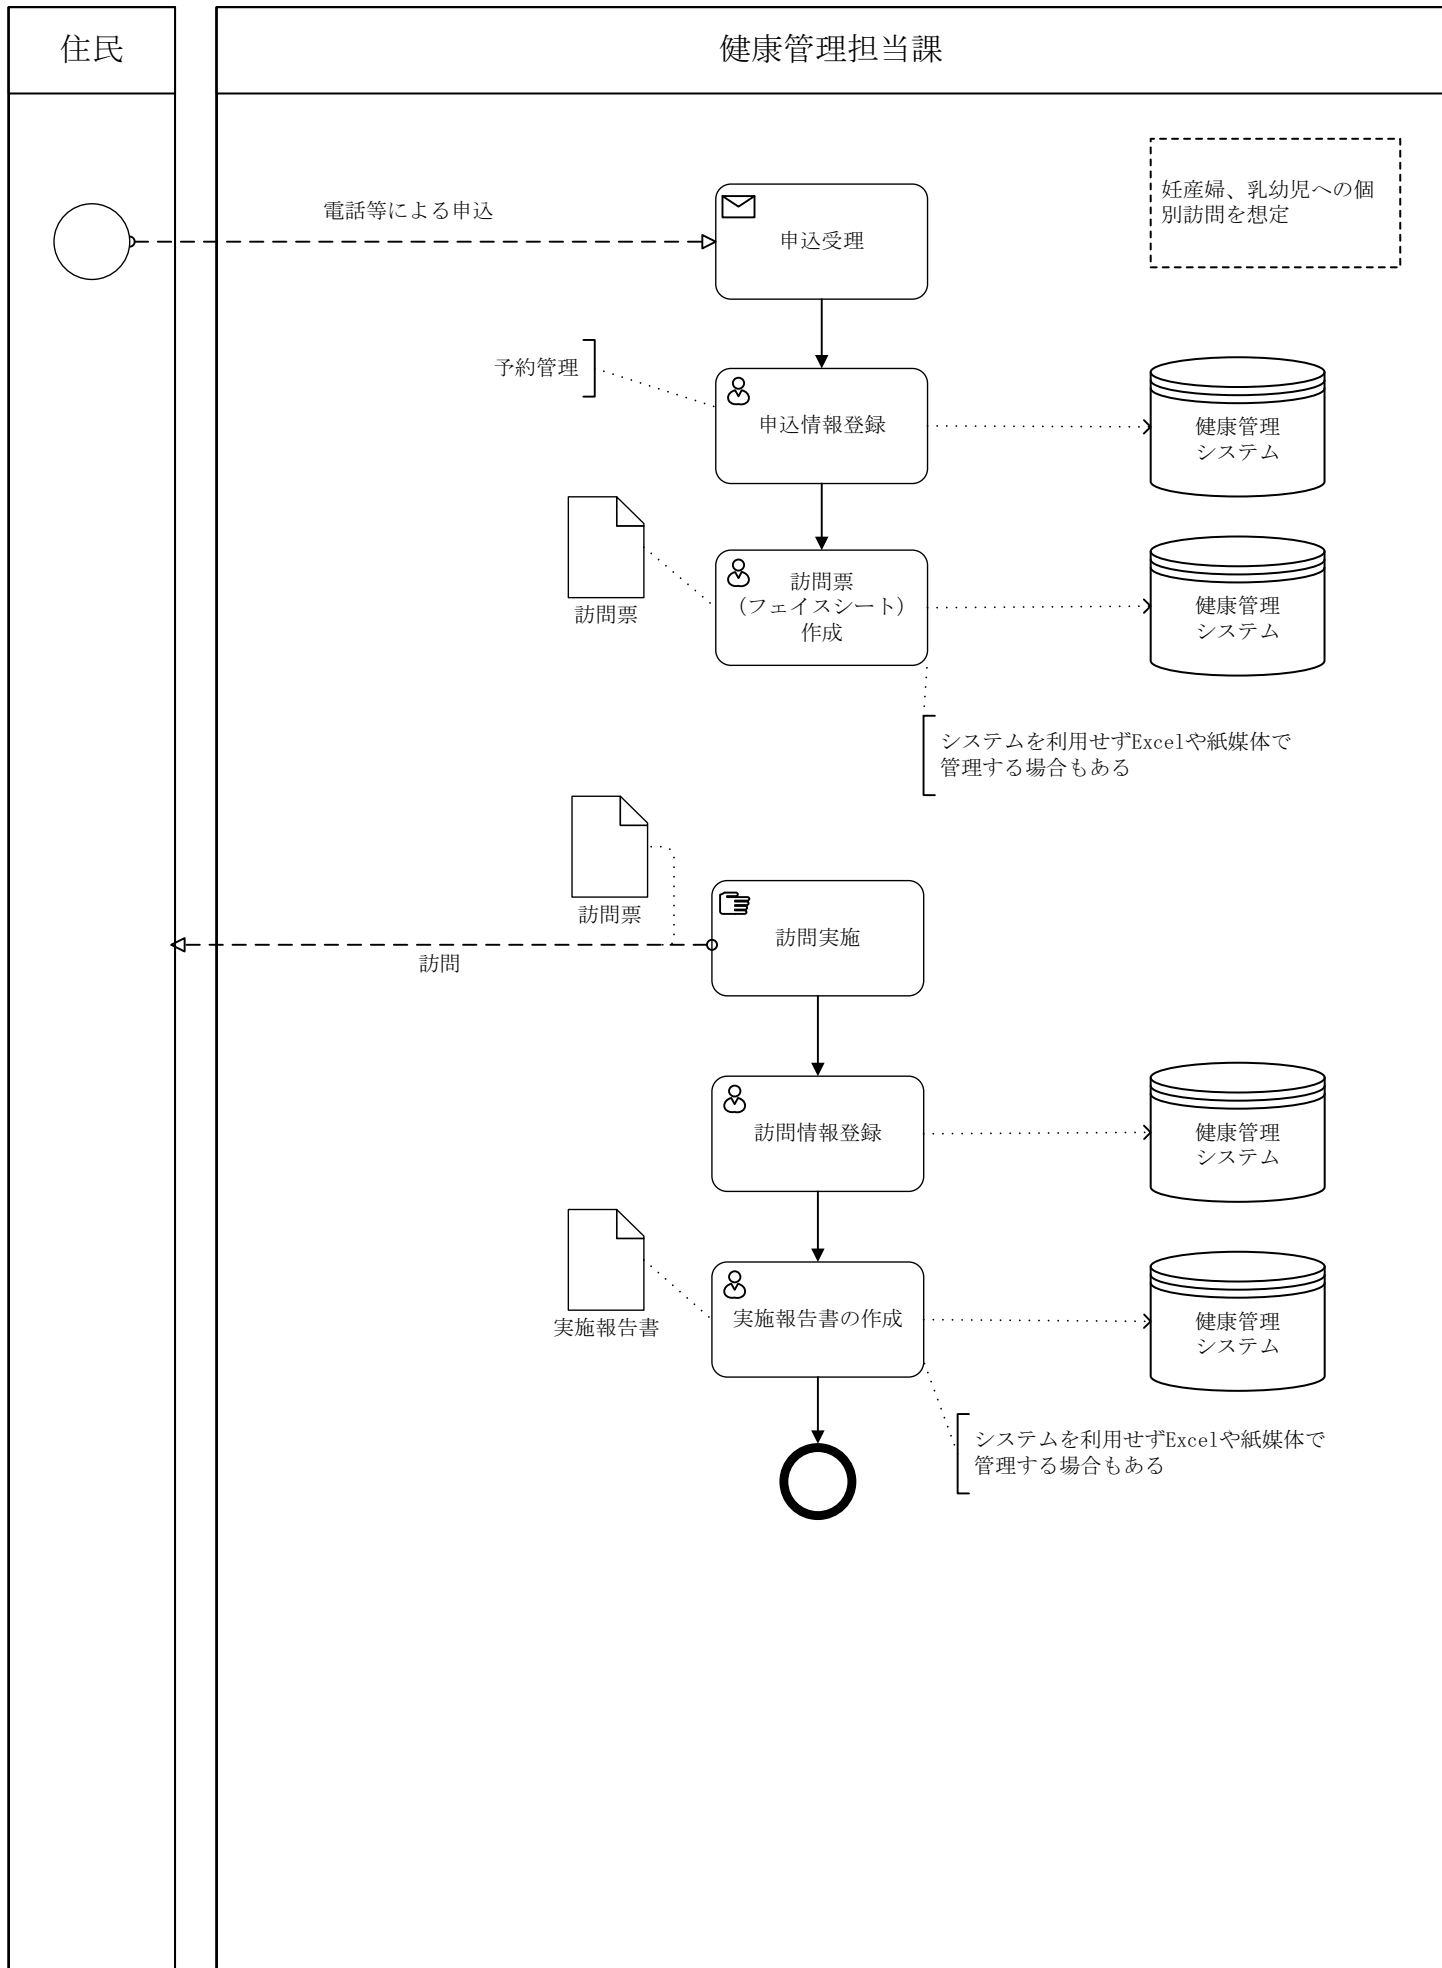 住民
健康管理担当課
妊産婦、乳幼児への個
別訪問を想定
電話等による申込
申込受理
予約管理
申込情報登録
健康管理
システム
訪問票
訪問票
（フェイスシート）
作成
健康管理
システム
システムを利用せずExcelや紙媒体で
管理する場合もある
訪問票
訪問実施
訪問
訪問情報登録
健康管理
システム
実施報告書
実施報告書の作成
健康管理
システム
システムを利用せずExcelや紙媒体で
管理する場合もある